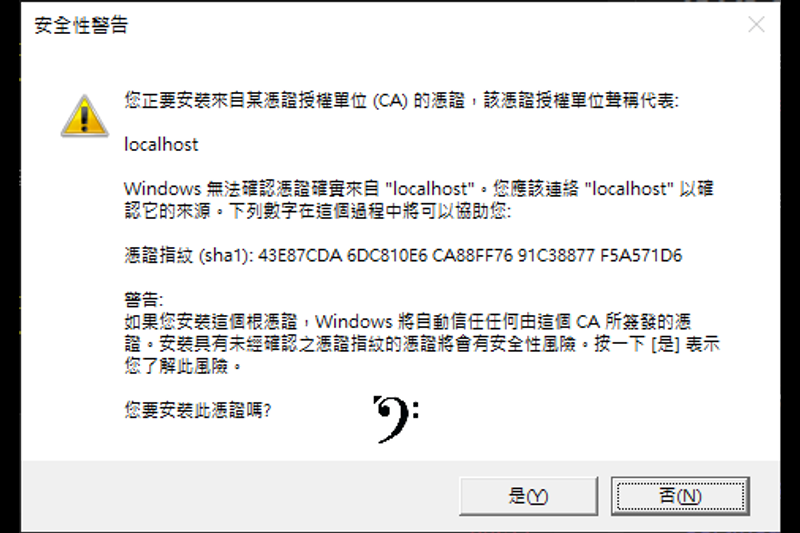 安全性警告
您正要安裝來自某憑證授權單位 (CA) 的憑證，該憑證授權單位聲稱代表:
localhost
Windows 無法確認憑證確實來自 "localhost"。您應該連絡 "localhost" 以確
認它的來源。下列數字在這個過程中將可以協助您:
憑證指紋 (sha1): 43E87CDA 6DC810E6 CA88FF76 91C38877 F5A571D6
警告:
如果您安裝這個根憑證，Windows 將自動信任任何由這個 CA 所簽發的憑
證。安裝具有未經確認之憑證指紋的憑證將會有安全性風險。按一下 [是] 表示
您了解此風險。
您要安裝此憑證嗎?
是(Y)
否(N)